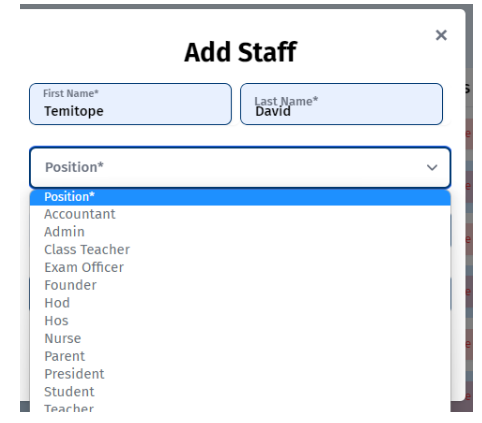 ×
Add Staff
First Name*
Temitope
Last Name*
David
Position*
Position*
Accountant
Admin
Class Teacher
Exam Officer
Founder
Hod
Hos
Nurse
Parent
President
Student
Teacher